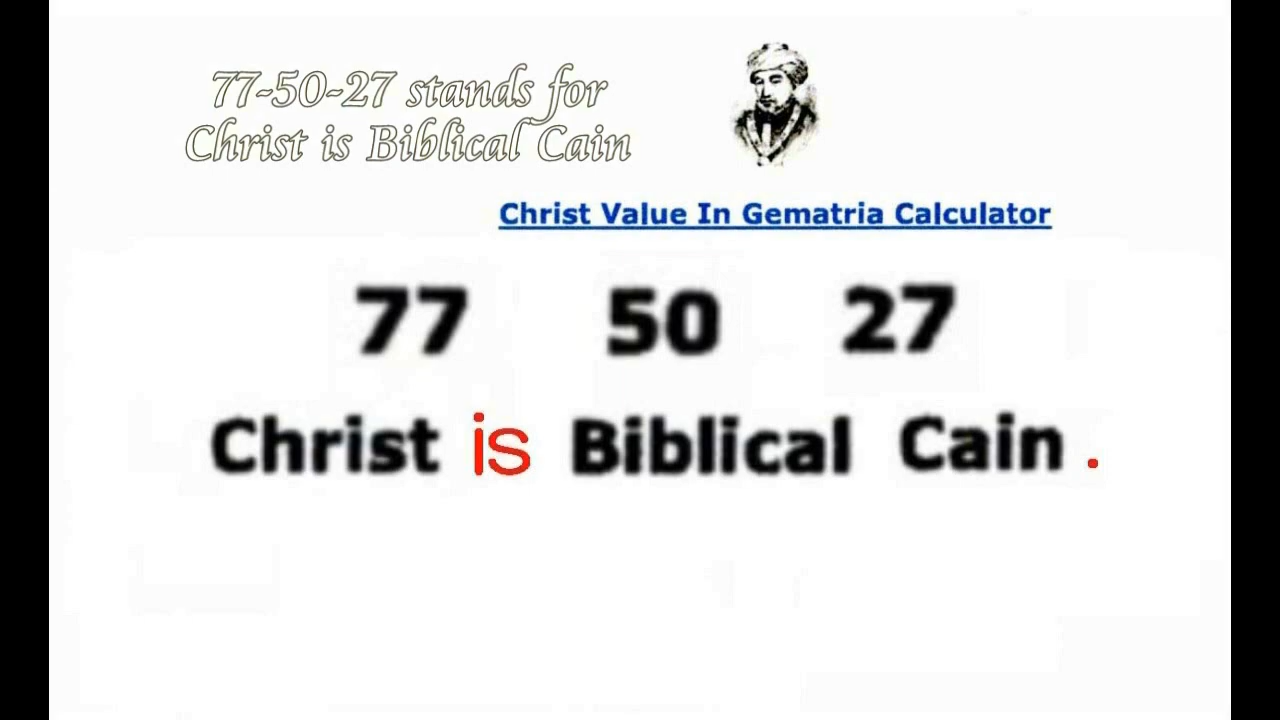 77-50-27 stands for
Christ is Biblical Cain
Christ Value In Gematria Calculator
77 50 27
Christ is Biblical Cain .